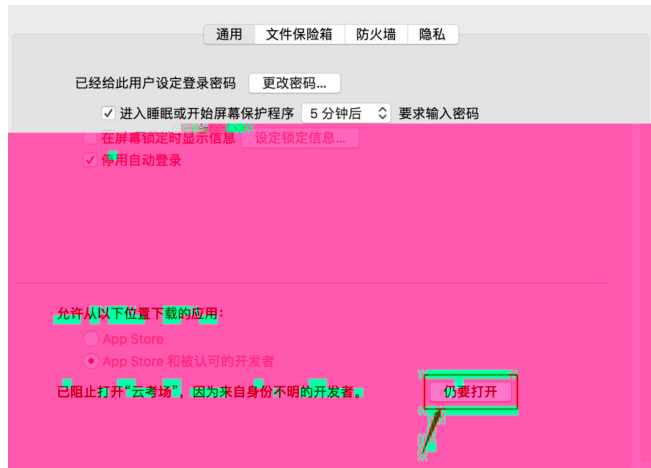 通用 文件保险箱 防火墙 隐私
已经给此用户设定登录密码 更改密码...
进入睡眠或开始屏幕保护程序 5 分钟后 要求输入密码
在屏幕锁定时显示信息 设定锁定信息...
停用自动登录
允许从以下位置下载的应用：
App Store
App Store 和被认可的开发者
已阻止打开“云考场”，因为来自身份不明的开发者。 仍要打开